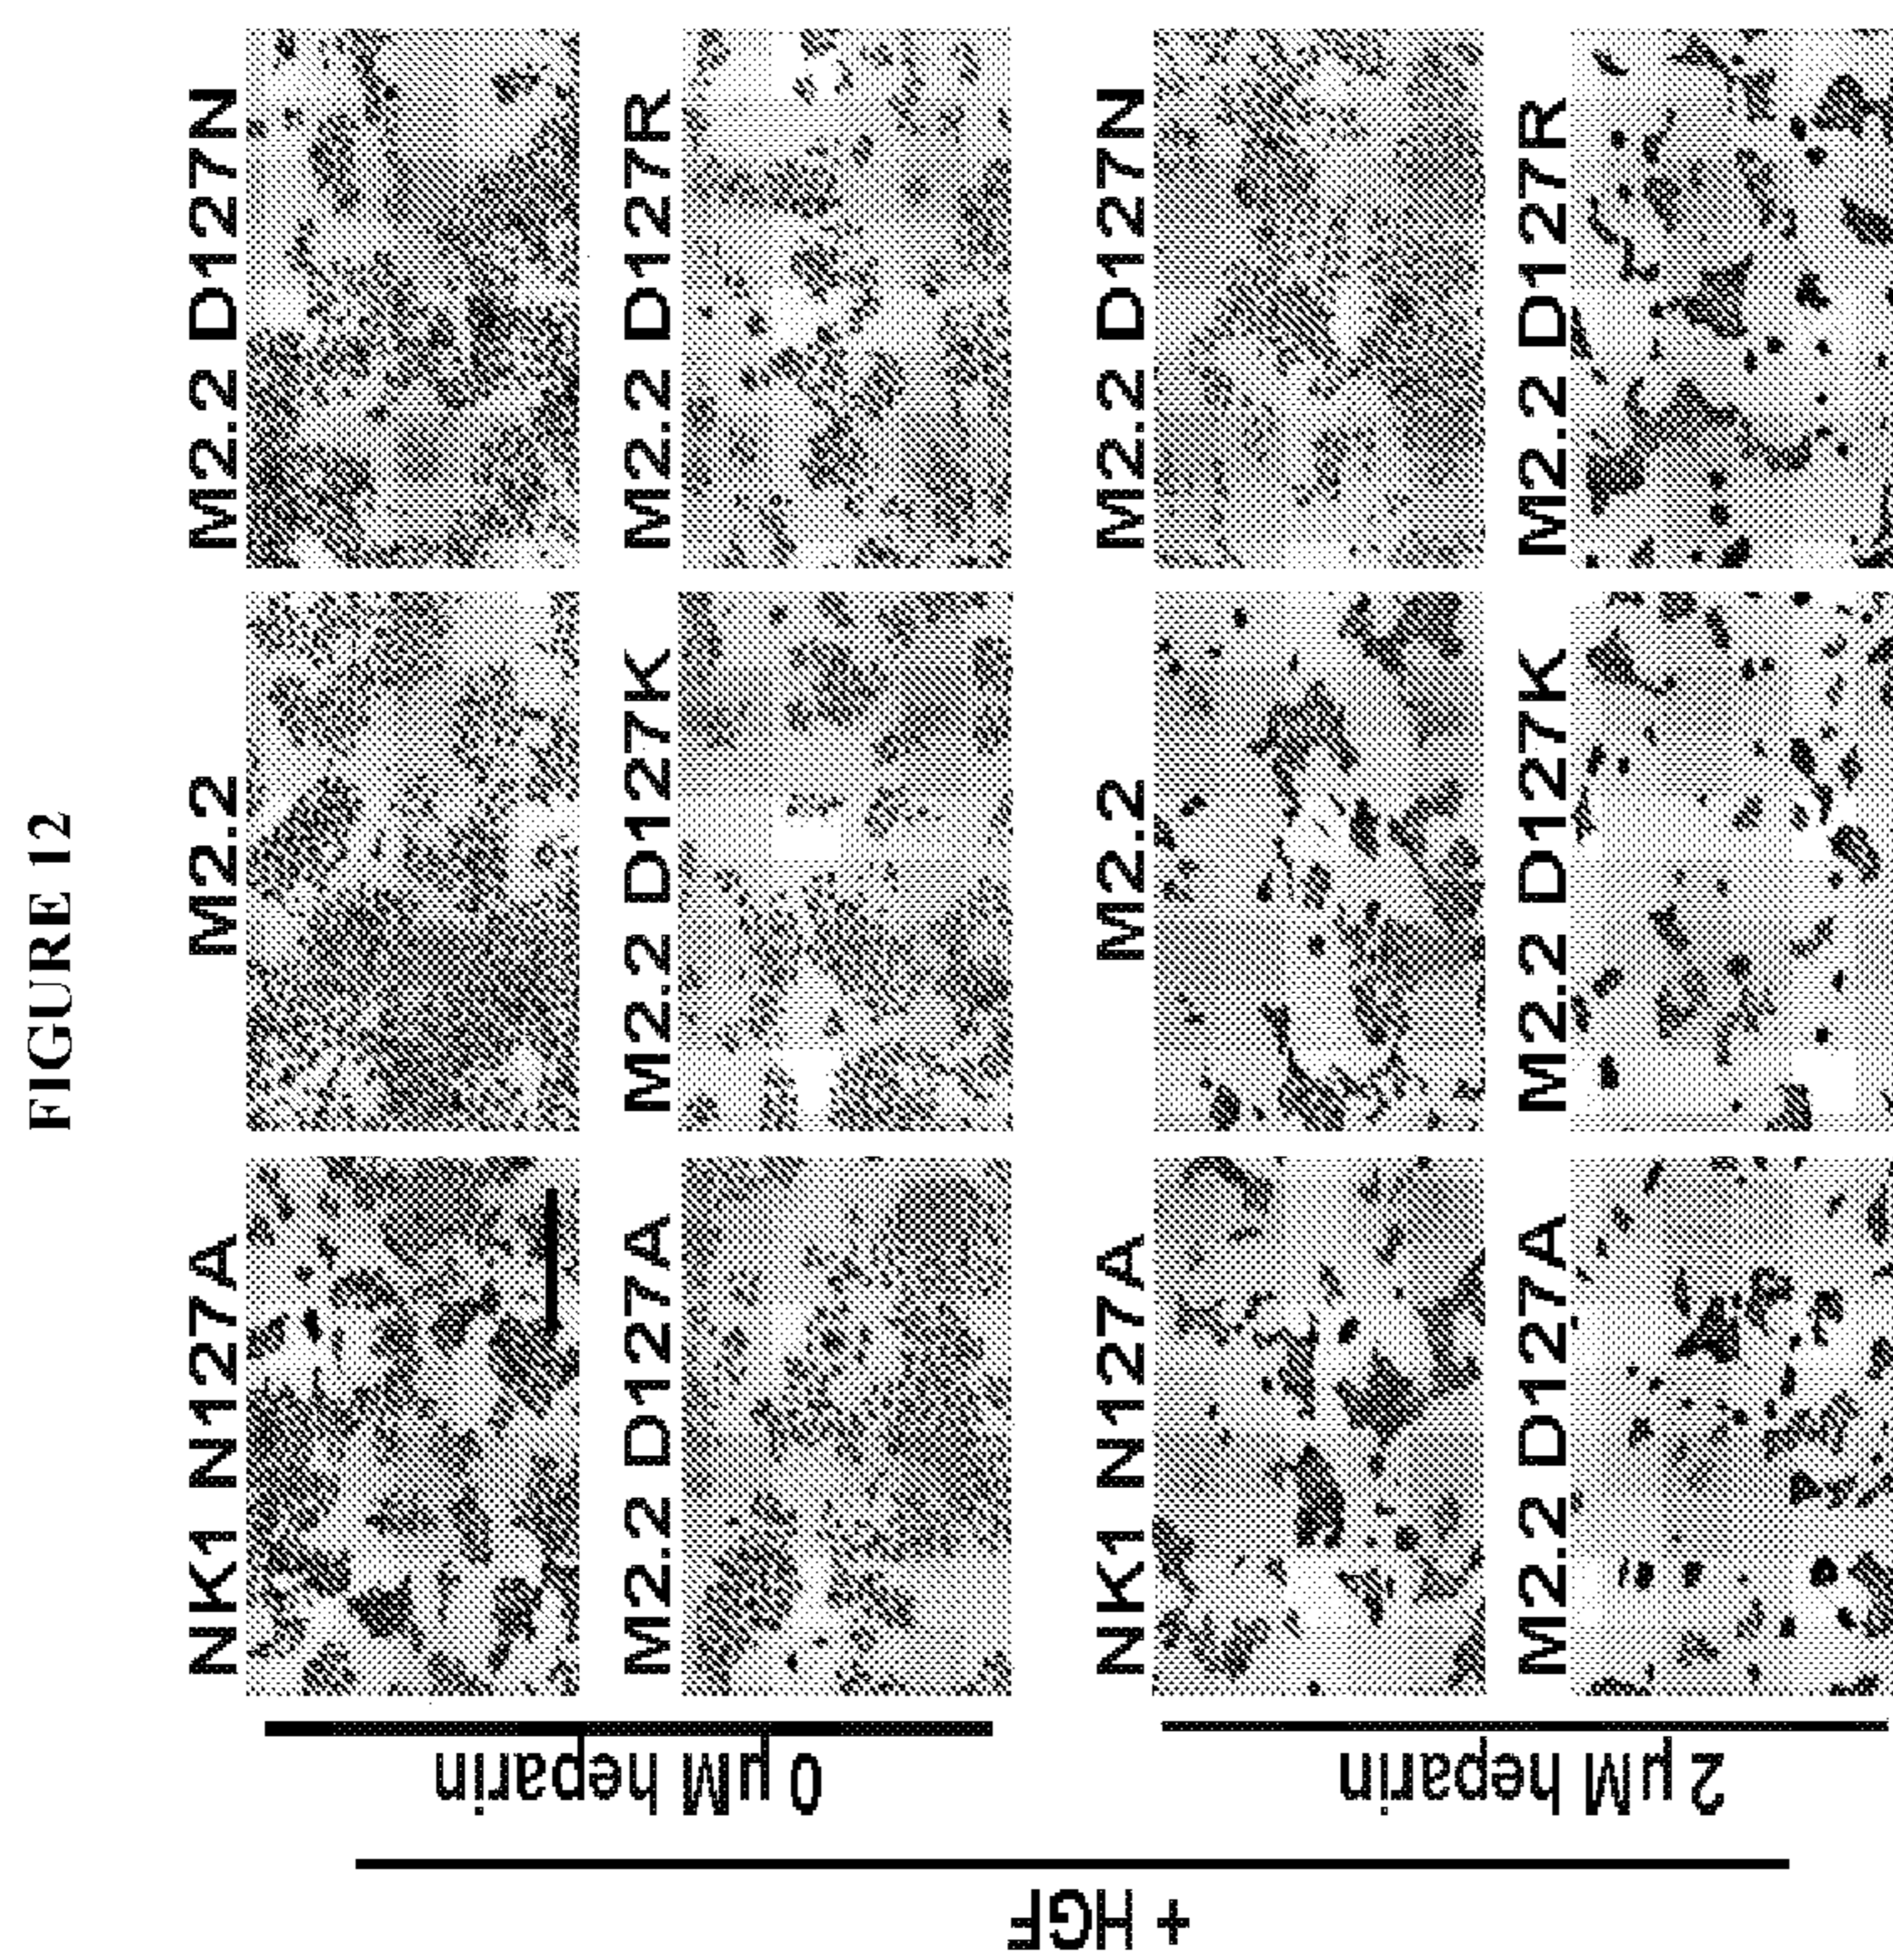 FIGURE 12
NK1 N127A
M2.2
M2.2 D127N
M2.2 D127A
M2.2 D127K
M2.2 D127R
0 µM heparin
NK1 N127A
M2.2
M2.2 D127N
M2.2 D127A
M2.2 D127K
M2.2 D127R
2 µM heparin
+ HGF